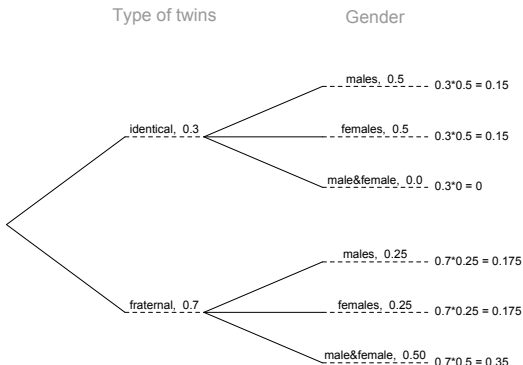 Type of twins
Gender
identical, 0.3
males, 0.5
0.3*0.5 = 0.15
females, 0.5
0.3*0.5 = 0.15
male&female, 0.0
0.3*0 = 0
fraternal, 0.7
males, 0.25
0.7*0.25 = 0.175
females, 0.25
0.7*0.25 = 0.175
male&female, 0.50
0.7*0.5 = 0.35